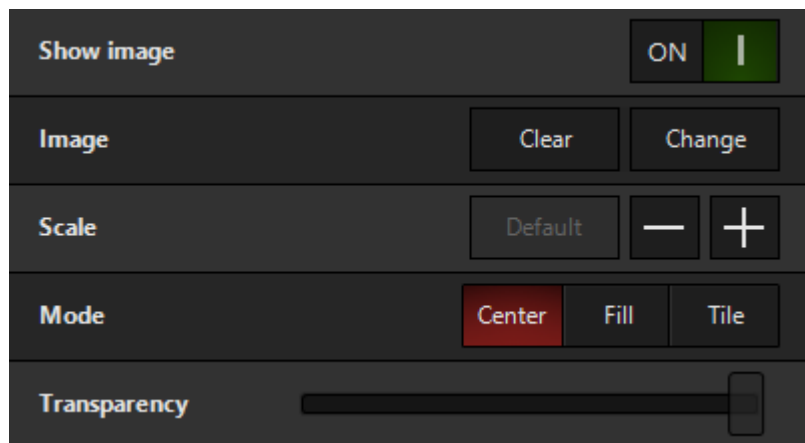 Show image ON
Image Clear Change
Scale Default
Mode Center Fill Tile
Transparency